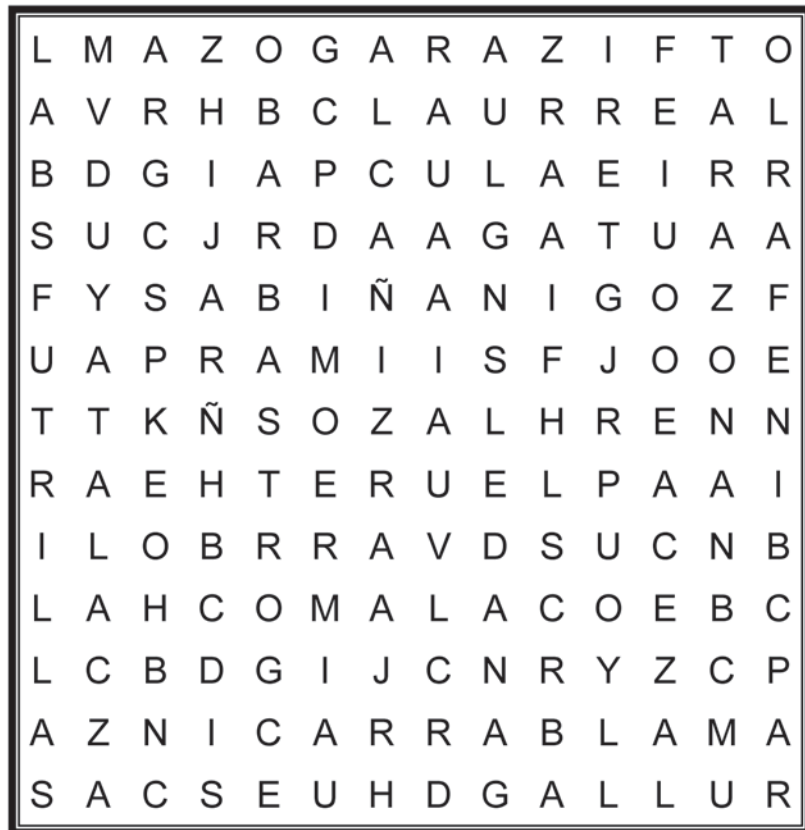 L M A Z O G A R A Z I F T O
A V R H B C L A U R R E A L
B D G I A P C U L A E I R R
S U C J R D A A G A T U A A
F Y S A B I Ñ A N I G O Z F
U A P R A M I I S F J O O E
T T K Ñ S O Z A L H R E N N
R A E H T E R U E L P A A I
I L O B R R A V D S U C N B
L A H C O M A L A C O E B C
L C B D G I J C N R Y Z C P
A Z N I C A R R A B L A M A
S A C S E U H D G A L L U R